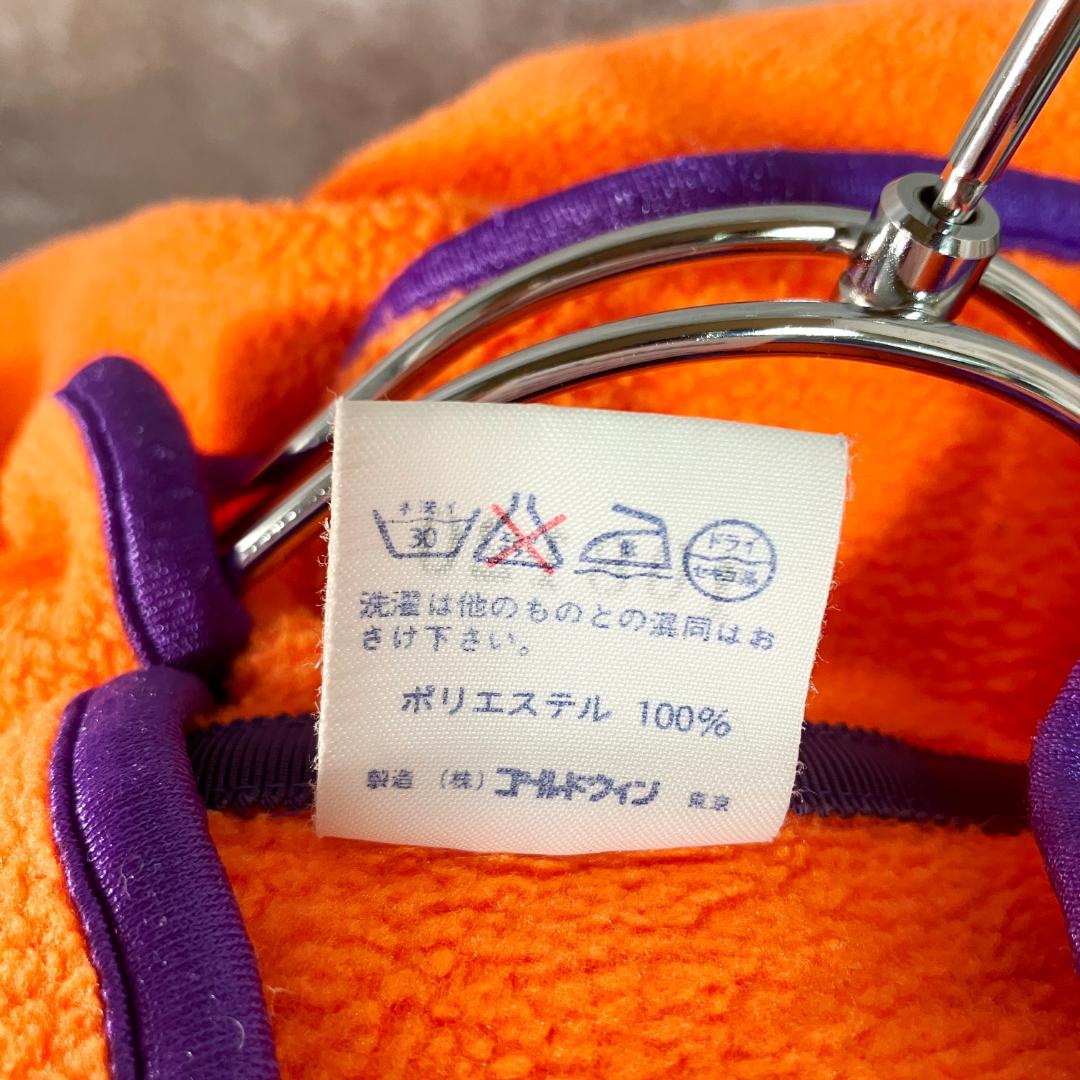 手洗イ
30
ドライ
洗濯は他のものとの混同はお
さけ下さい。
ポリエステル 100%
製造 (株)ゴールドウィン 東京